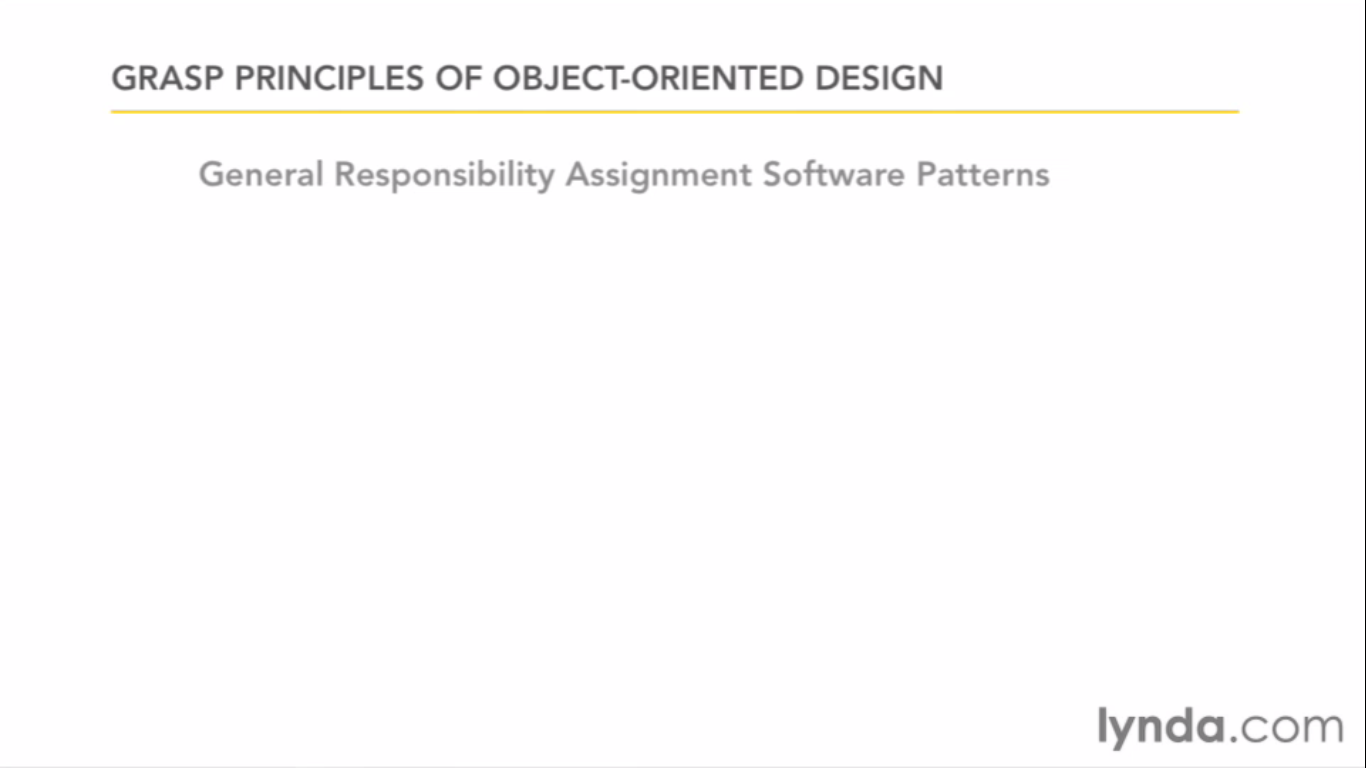 GRASP PRINCIPLES OF OBJECT-ORIENTED DESIGN
General Responsibility Assignment Software Patterns
lynda.com